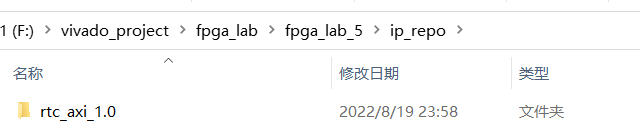 1 (F:) > vivado_project > fpga_lab > fpga_lab_5 > ip_repo >
名称 修改日期 类型
rtc_axi_1.0 2022/8/19 23:58 文件夹